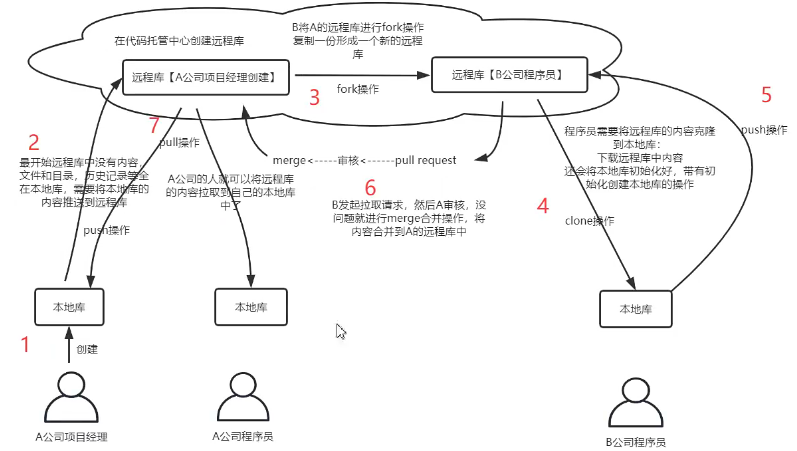 在代码托管中心创建远程库
B将A的远程库进行fork操作
复制一份形成一个新的远程
库
远程库【A公司项目经理创建】
远程库【B公司程序员】
fork操作
3
5
push操作
2
最开始远程库中没有内容,
文件和目录，历史记录等全
在本地库，需要将本地库的
内容推送到远程库
push操作
7
pull操作
A公司的人就可以将远程库
的内容拉取到自己的本地库
中了
merge<-----审核<-----pull request
6
B发起拉取请求，然后A审核，没
问题就进行merge合并操作，将
内容合并到A的远程库中
程序员需要将远程库的内容克隆
到本地库：
下载远程库中内容
还会将本地库初始化好，带有初
始化创建本地库的操作
4
clone操作
本地库
本地库
本地库
1
创建
A公司项目经理
A公司程序员
B公司程序员